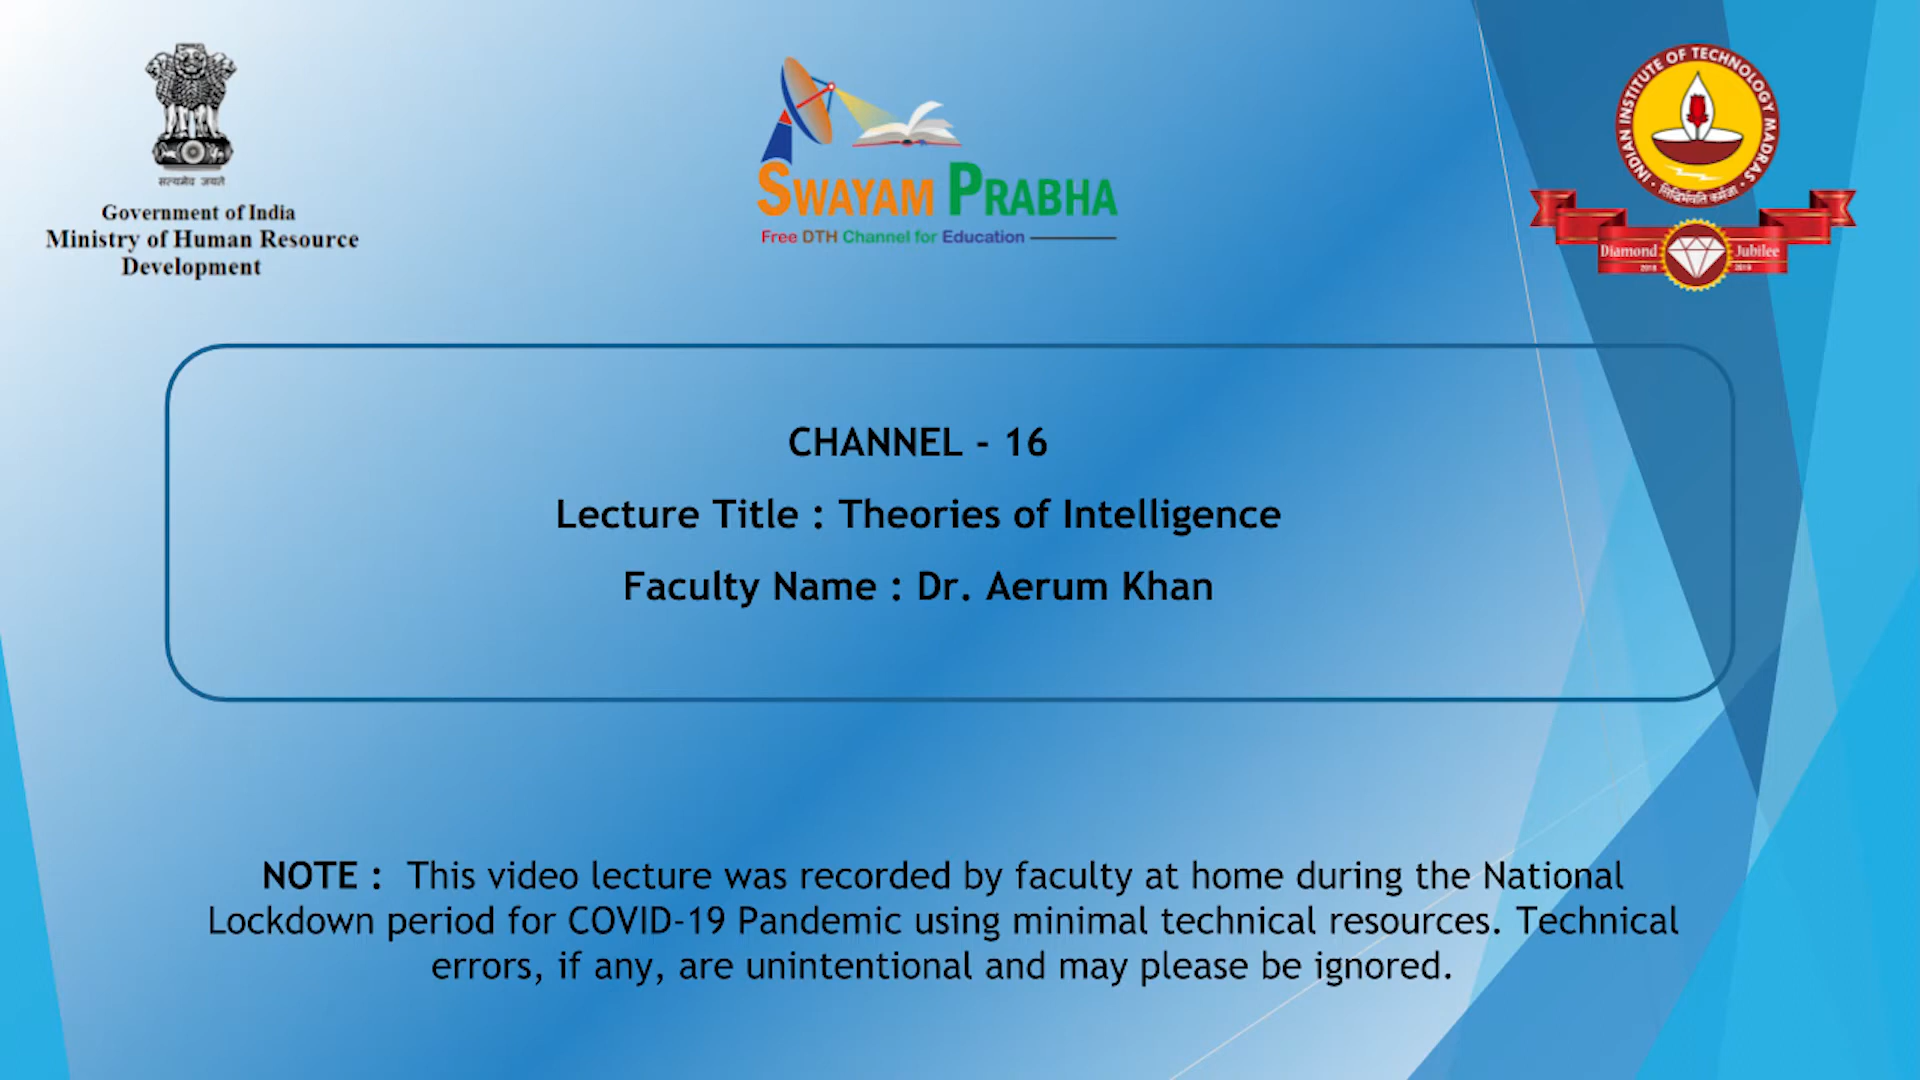 सत्यमेव जयते
Government of India
Ministry of Human Resource
Development
SWAYAM PRABHA
Free DTH Channel for Education
INDIAN INSTITUTE OF TECHNOLOGY MADRAS
सिद्धिर्भवति कर्मजा
Diamond Jubilee
CHANNEL - 16
Lecture Title : Theories of Intelligence
Faculty Name : Dr. Aerum Khan
NOTE : This video lecture was recorded by faculty at home during the National
Lockdown period for COVID-19 Pandemic using minimal technical resources. Technical
errors, if any, are unintentional and may please be ignored.